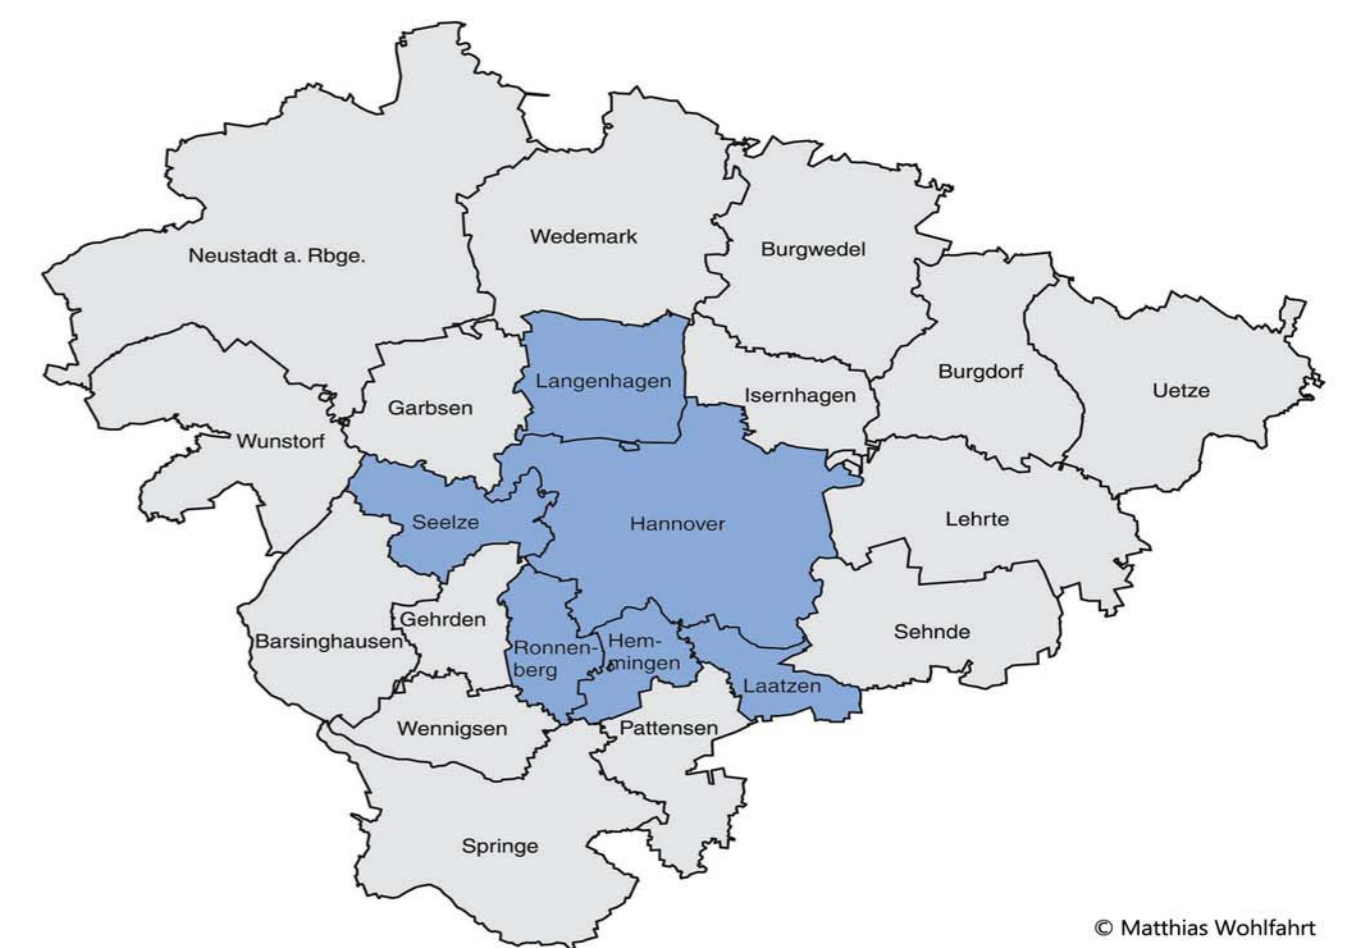 Wedemark
Burgwedel
Neustadt a. Rbge.
Burgdorf
Langenhagen
Uetze
Isernhagen
Garbsen
Wunstorf
Lehrte
Seelze
Hannover
Gehrden
Sehnde
Barsinghausen
Ronnen-
berg
Hem-
mingen
Laatzen
Wennigsen
Pattensen
Springe
© Matthias Wohlfahrt